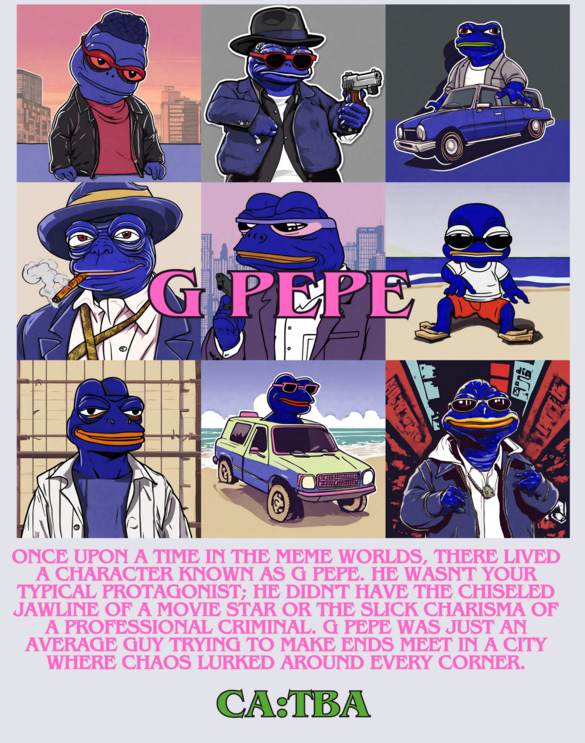 G PEPE
ONCE UPON A TIME IN THE MEME WORLDS, THERE LIVED
A CHARACTER KNOWN AS G PEPE. HE WASN'T YOUR
TYPICAL PROTAGONIST; HE DIDN'T HAVE THE CHISELED
JAWLINE OF A MOVIE STAR OR THE SLICK CHARISMA OF
A PROFESSIONAL CRIMINAL. G PEPE WAS JUST AN
AVERAGE GUY TRYING TO MAKE ENDS MEET IN A CITY
WHERE CHAOS LURKED AROUND EVERY CORNER.
CA:TBA